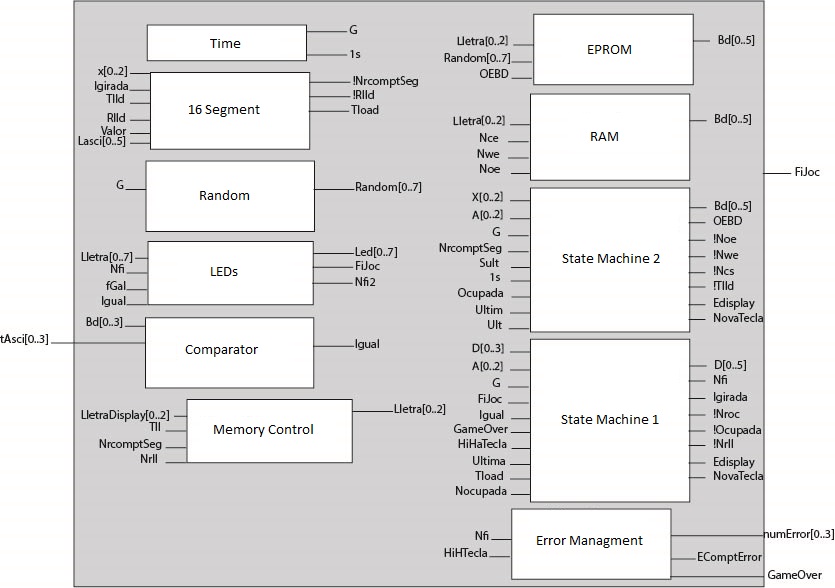 Time
G
1s
x[0..2]
Igirada
TIld
RIld
Valor
Lasci[0..5]
16 Segment
!NrcomptSeg
!RIld
Tload
G
Random
Random[0..7]
Lletra[0..7]
Nfi
fGal
Igual
LEDs
Led[0..7]
FiJoc
Nfi2
Bd[0..3]
tAsci[0..3]
Comparator
Igual
LletraDisplay[0..2]
Tll
NrcomptSeg
Nrll
Memory Control
Lletra[0..2]
Lletra[0..2]
Random[0..7]
OEBD
EPROM
Bd[0..5]
Lletra[0..2]
Nce
Nwe
Noe
RAM
Bd[0..5]
FiJoc
X[0..2]
A[0..2]
G
NrcomptSeg
Sult
1s
Ocupada
Ultim
Ult
State Machine 2
Bd[0..5]
OEBD
!Noe
!Nwe
!Ncs
!TIld
Edisplay
NovaTecla
D[0..3]
A[0..2]
G
FiJoc
Igual
GameOver
HiHaTecla
Ultima
Tload
Nocupada
State Machine 1
D[0..5]
Nfi
Igirada
!Nroc
!Ocupada
!Nrll
Edisplay
NovaTecla
Nfi
HiHTecla
Error Managment
numError[0..3]
EComptError
GameOver